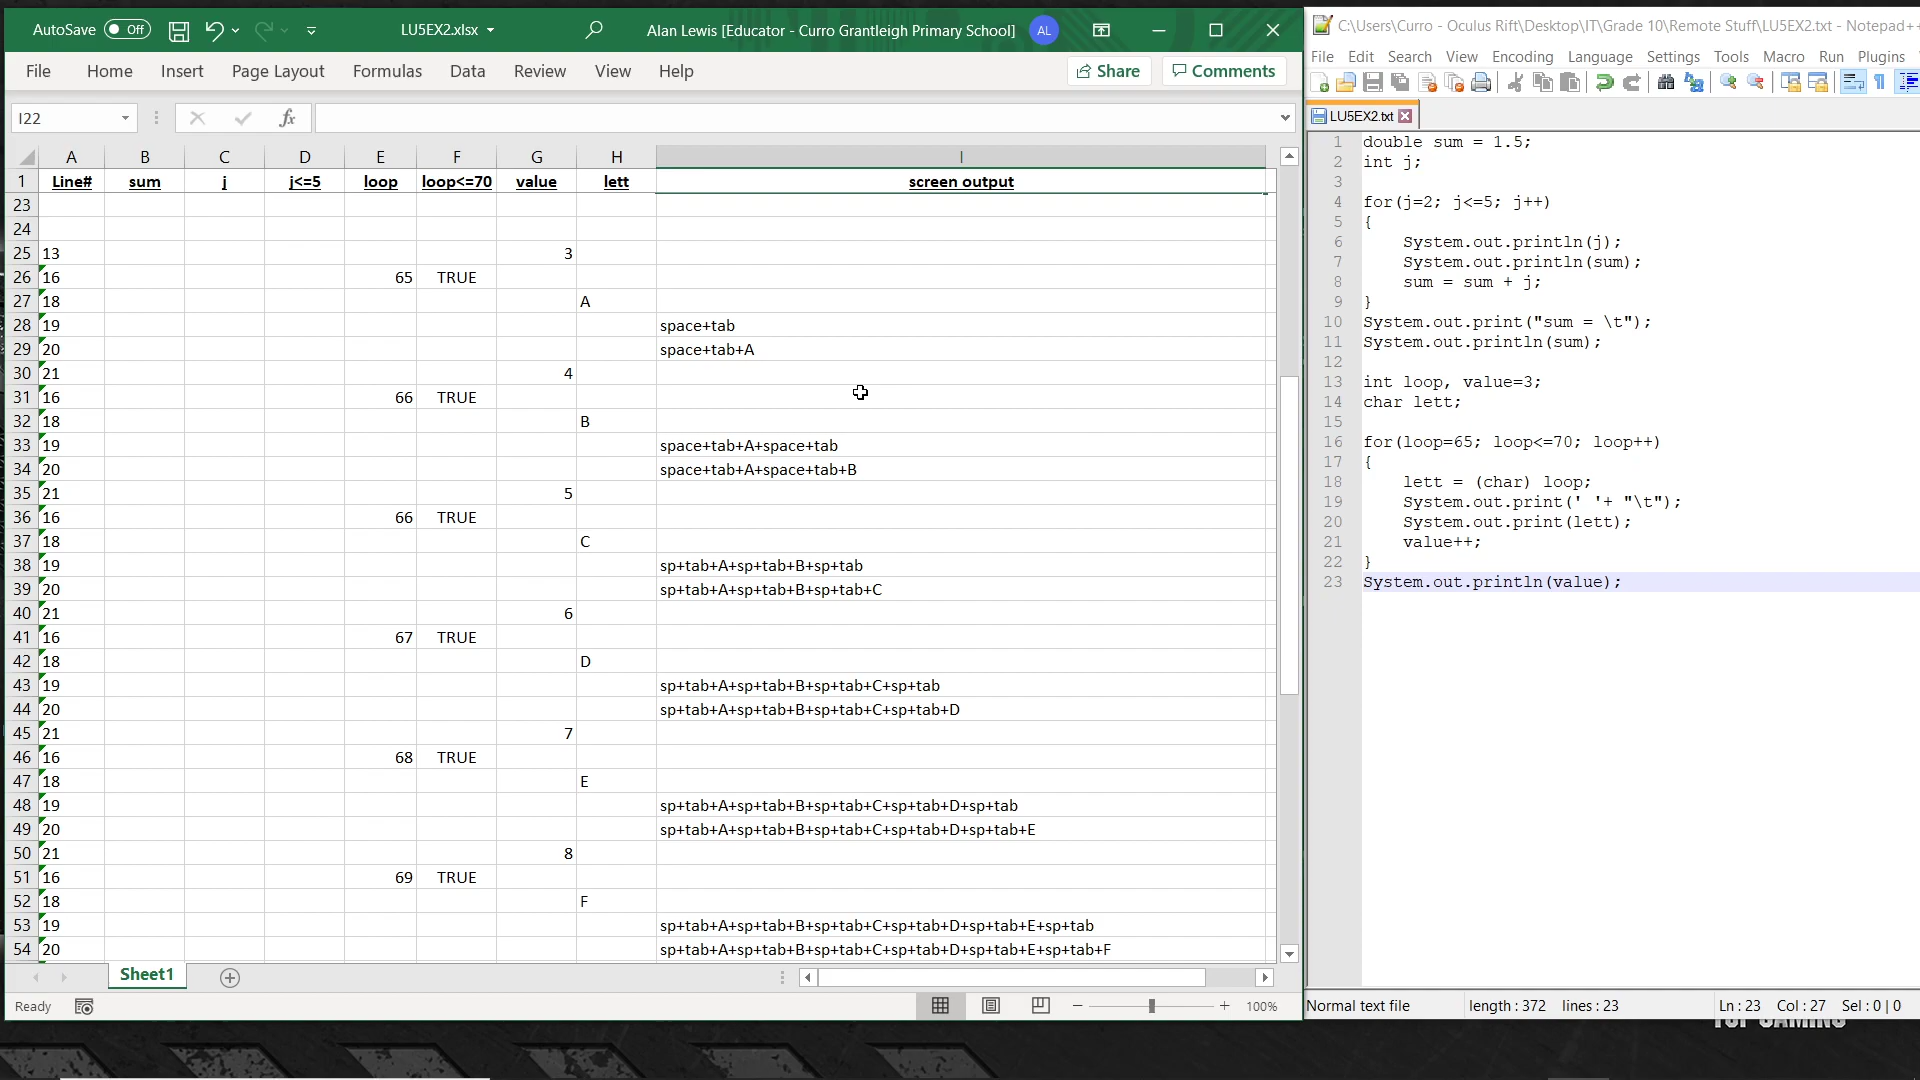 AutoSave Off LU5EX2.xlsx Alan Lewis [Educator - Curro Grantleigh Primary School] AL
File Home Insert Page Layout Formulas Data Review View Help Share Comments
I22 fx
A B C D E F G H I
1 Line# sum j j<=5 loop loop<=70 value lett screen output
23
24
25 13 3
26 16 65 TRUE
27 18 A
28 19 space+tab
29 20 space+tab+A
30 21 4
31 16 66 TRUE
32 18 B
33 19 space+tab+A+space+tab
34 20 space+tab+A+space+tab+B
35 21 5
36 16 66 TRUE
37 18 C
38 19 sp+tab+A+sp+tab+B+sp+tab
39 20 sp+tab+A+sp+tab+B+sp+tab+C
40 21 6
41 16 67 TRUE
42 18 D
43 19 sp+tab+A+sp+tab+B+sp+tab+C+sp+tab
44 20 sp+tab+A+sp+tab+B+sp+tab+C+sp+tab+D
45 21 7
46 16 68 TRUE
47 18 E
48 19 sp+tab+A+sp+tab+B+sp+tab+C+sp+tab+D+sp+tab
49 20 sp+tab+A+sp+tab+B+sp+tab+C+sp+tab+D+sp+tab+E
50 21 8
51 16 69 TRUE
52 18 F
53 19 sp+tab+A+sp+tab+B+sp+tab+C+sp+tab+D+sp+tab+E+sp+tab
54 20 sp+tab+A+sp+tab+B+sp+tab+C+sp+tab+D+sp+tab+E+sp+tab+F
Sheet1
Ready 100%
C:\Users\Curro - Oculus Rift\Desktop\IT\Grade 10\Remote Stuff\LU5EX2.txt - Notepad++
File Edit Search View Encoding Language Settings Tools Macro Run Plugins
LU5EX2.txt
1 double sum = 1.5;
2 int j;
3
4 for(j=2; j<=5; j++)
5 {
6 System.out.println(j);
7 System.out.println(sum);
8 sum = sum + j;
9 }
10 System.out.print("sum = \t");
11 System.out.println(sum);
12
13 int loop, value=3;
14 char lett;
15
16 for(loop=65; loop<=70; loop++)
17 {
18 lett = (char) loop;
19 System.out.print(' '+ "\t");
20 System.out.print(lett);
21 value++;
22 }
23 System.out.println(value);
Normal text file length : 372 lines : 23 Ln : 23 Col : 27 Sel : 0 | 0